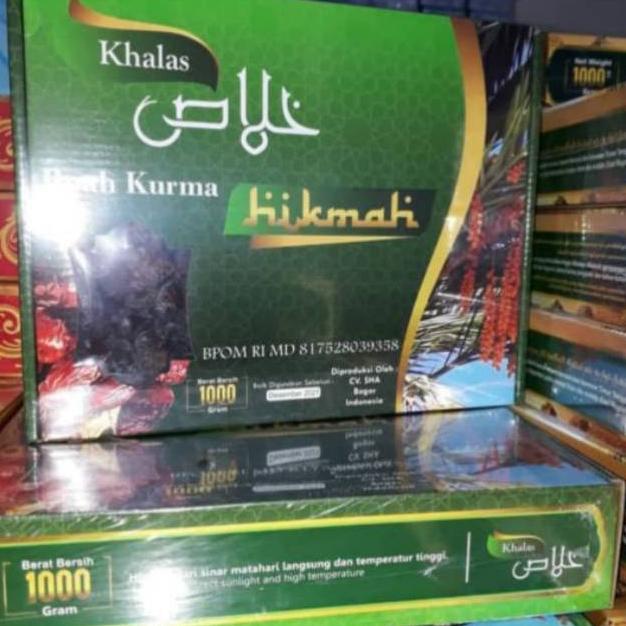 Khalas
خلاص
Buah Kurma
hikmah
BPOM RI MD 817528039358
Berat Bersih
1000
Gram
Baik Digunakan Sebelum :
Desember 2021
Diproduksi Oleh :
CV. SHA
Bogor
Indonesia
Net Weight
1000
Berat Bersih
1000
Gram
sinar matahari langsung dan temperatur tinggi.
sunlight and high temperature
Khalas
خلاص